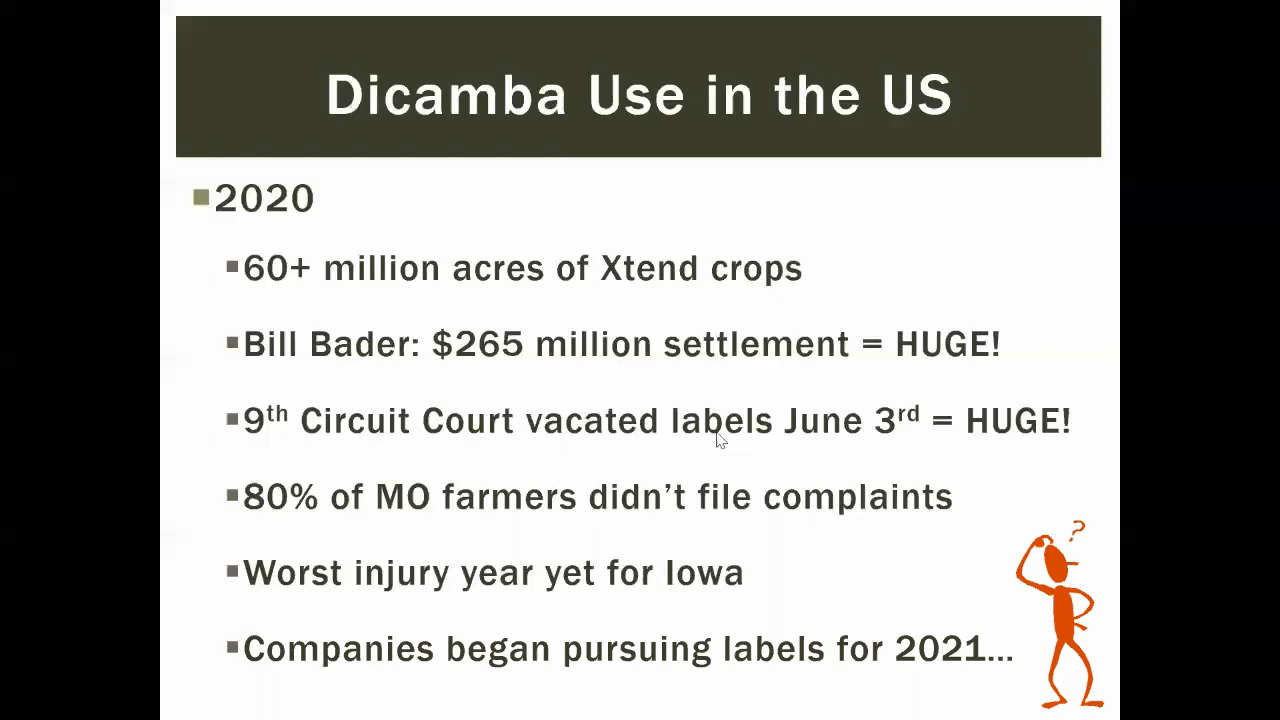 Dicamba Use in the US
2020
60+ million acres of Xtend crops
Bill Bader: $265 million settlement = HUGE!
9th Circuit Court vacated labels June 3rd = HUGE!
80% of MO farmers didn't file complaints
Worst injury year yet for Iowa
Companies began pursuing labels for 2021...
?